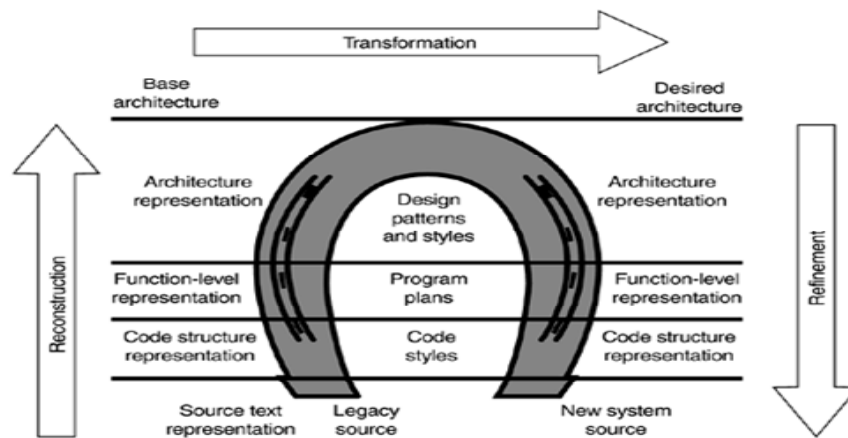 Transformation
Base
architecture
Desired
architecture
Reconstruction
Architecture
representation
Design
patterns
and styles
Architecture
representation
Refinement
Function-level
representation
Program
plans
Function-level
representation
Code structure
representation
Code
styles
Code structure
representation
Source text
representation
Legacy
source
New system
source